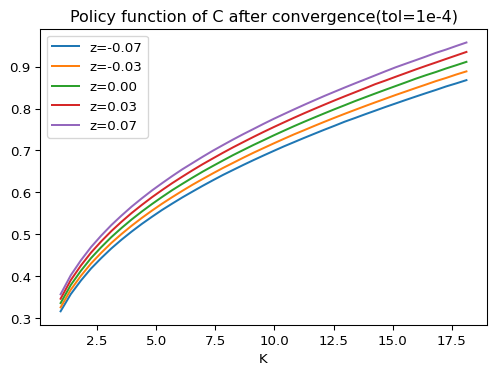 Policy function of C after convergence(tol=1e-4)
z=-0.07
z=-0.03
z=0.00
z=0.03
z=0.07
0.9
0.8
0.7
0.6
0.5
0.4
0.3
2.5 5.0 7.5 10.0 12.5 15.0 17.5
K